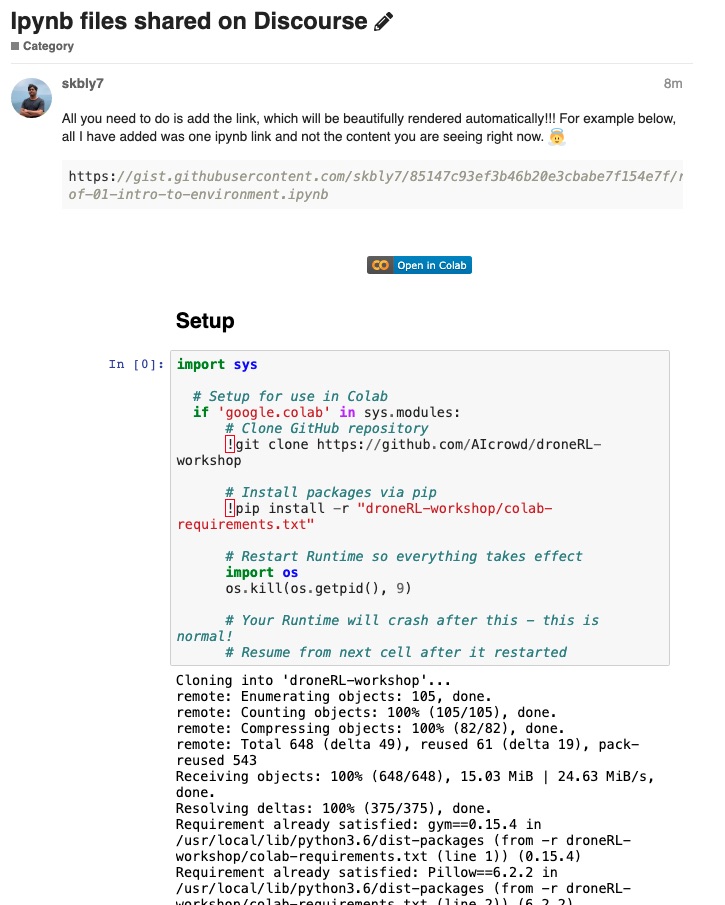 Ipynb files shared on Discourse
Category
skbly7
8m
All you need to do is add the link, which will be beautifully rendered automatically!!! For example below,
all I have added was one ipynb link and not the content you are seeing right now.
https://gist.githubusercontent.com/skbly7/85147c93ef3b46b20e3cbabe7f154e7f/r
of-01-intro-to-environment.ipynb
Open in Colab
Setup
In [0]:
import sys
# Setup for use in Colab
if 'google.colab' in sys.modules:
# Clone GitHub repository
!git clone https://github.com/AIcrowd/droneRL-
workshop
# Install packages via pip
!pip install -r "droneRL-workshop/colab-
requirements.txt"
# Restart Runtime so everything takes effect
import os
os.kill(os.getpid(), 9)
# Your Runtime will crash after this - this is
normal!
# Resume from next cell after it restarted
Cloning into 'droneRL-workshop'...
remote: Enumerating objects: 105, done.
remote: Counting objects: 100% (105/105), done.
remote: Compressing objects: 100% (82/82), done.
remote: Total 648 (delta 49), reused 61 (delta 19), pack-
reused 543
Receiving objects: 100% (648/648), 15.03 MiB | 24.63 MiB/s,
done.
Resolving deltas: 100% (375/375), done.
Requirement already satisfied: gym==0.15.4 in
/usr/local/lib/python3.6/dist-packages (from -r droneRL-
workshop/colab-requirements.txt (line 1)) (0.15.4)
Requirement already satisfied: Pillow==6.2.2 in
/usr/local/lib/python3.6/dist-packages (from -r droneRL-
workshop/colab-requirements.txt (line 2)) (6.2.2)